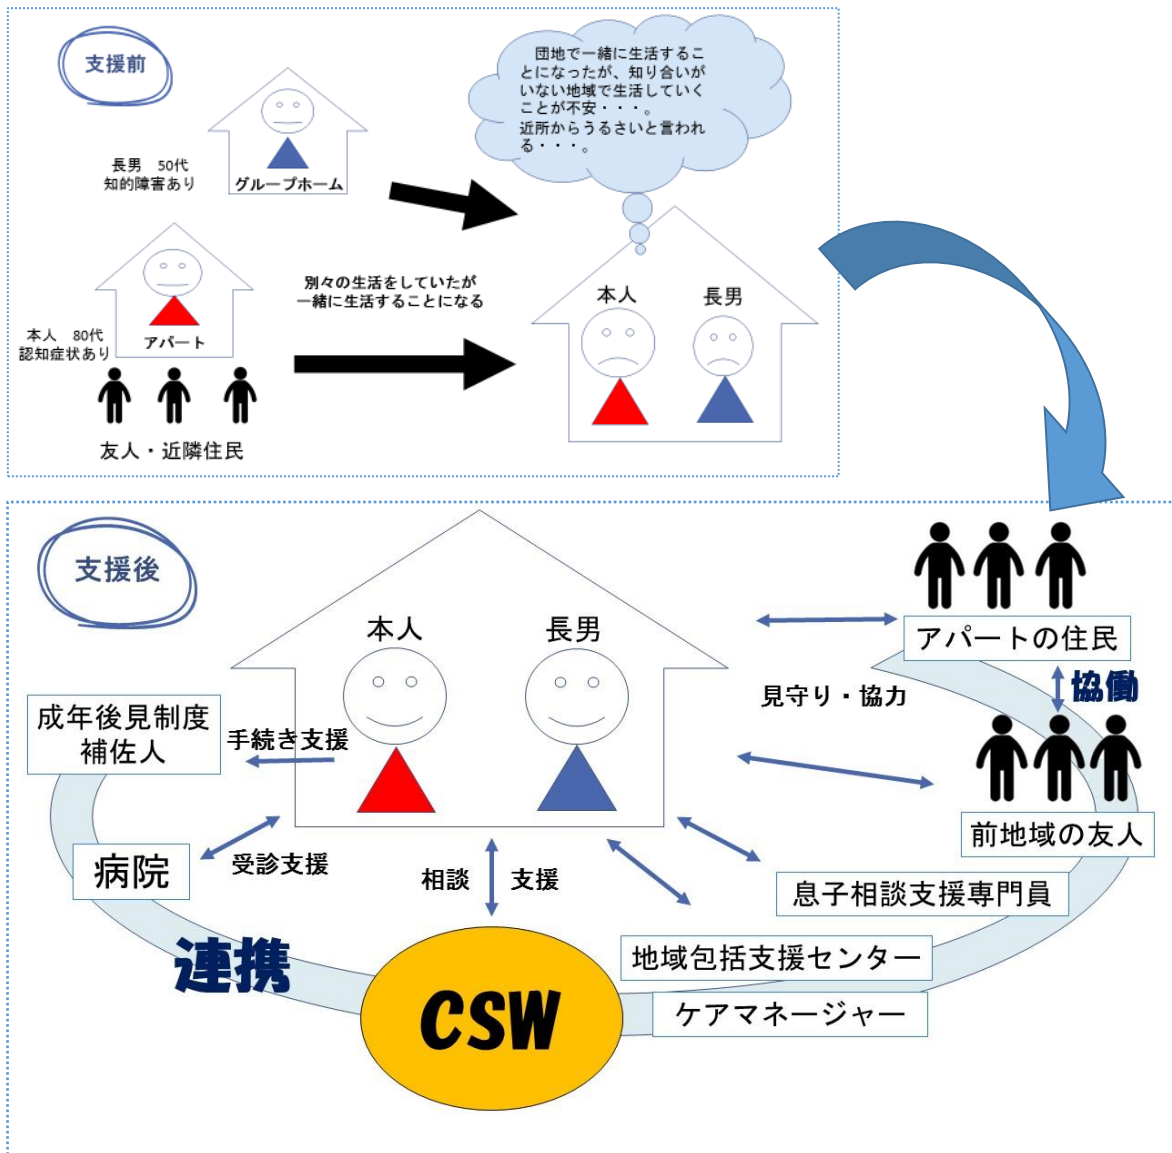 支援前
団地で一緒に生活するこ
とになったが、知り合いが
いない地域で生活していく
ことが不安・・・。
近所からうるさいと言われ
る・・・。
長男　50代
知的障害あり
グループホーム
別々の生活をしていたが
一緒に生活することになる
本人　80代
認知症状あり
アパート
友人・近隣住民
本人
長男
支援後
本人
長男
アパートの住民
協働
見守り・協力
前地域の友人
成年後見制度
補佐人
手続き支援
病院
受診支援
相談
支援
息子相談支援専門員
地域包括支援センター
ケアマネージャー
連携
CSW